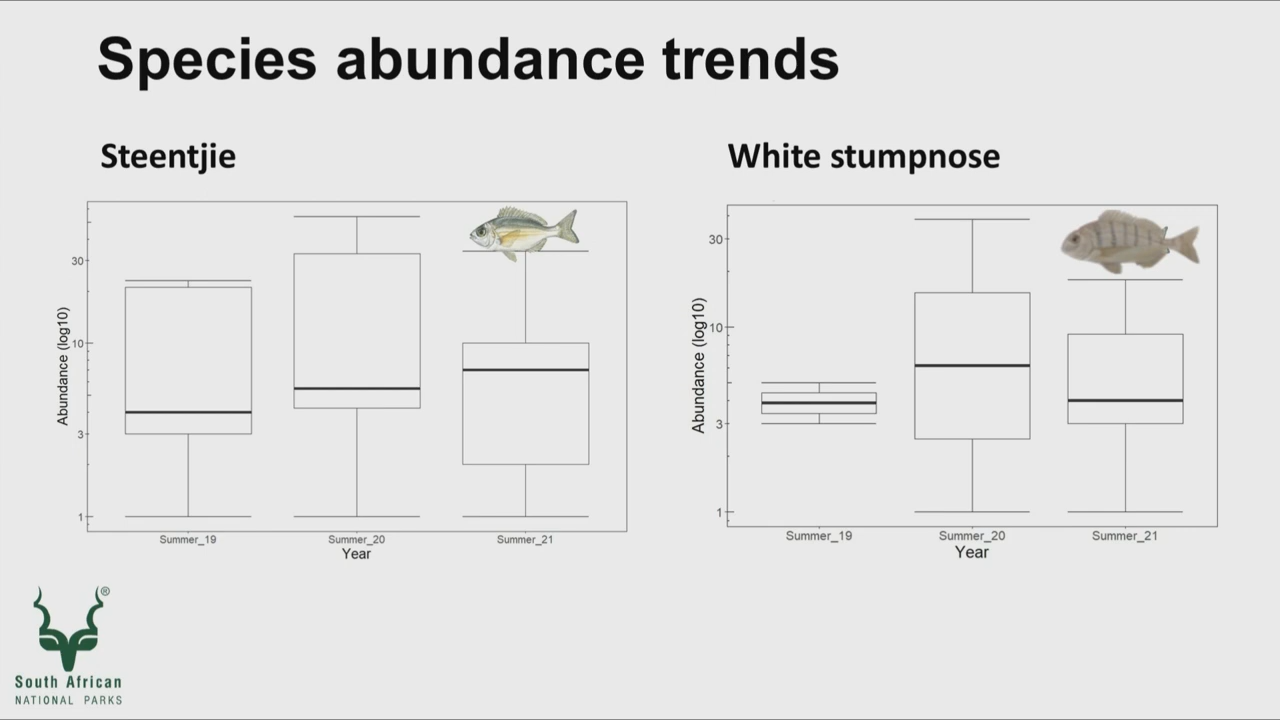 Species abundance trends
Steentjie
White stumpnose
Abundance (log10)
30
10
3
1
Summer_19
Summer_20
Summer_21
Year
Abundance (log10)
30
10
3
1
Summer_19
Summer_20
Summer_21
Year
®
South African
NATIONAL PARKS